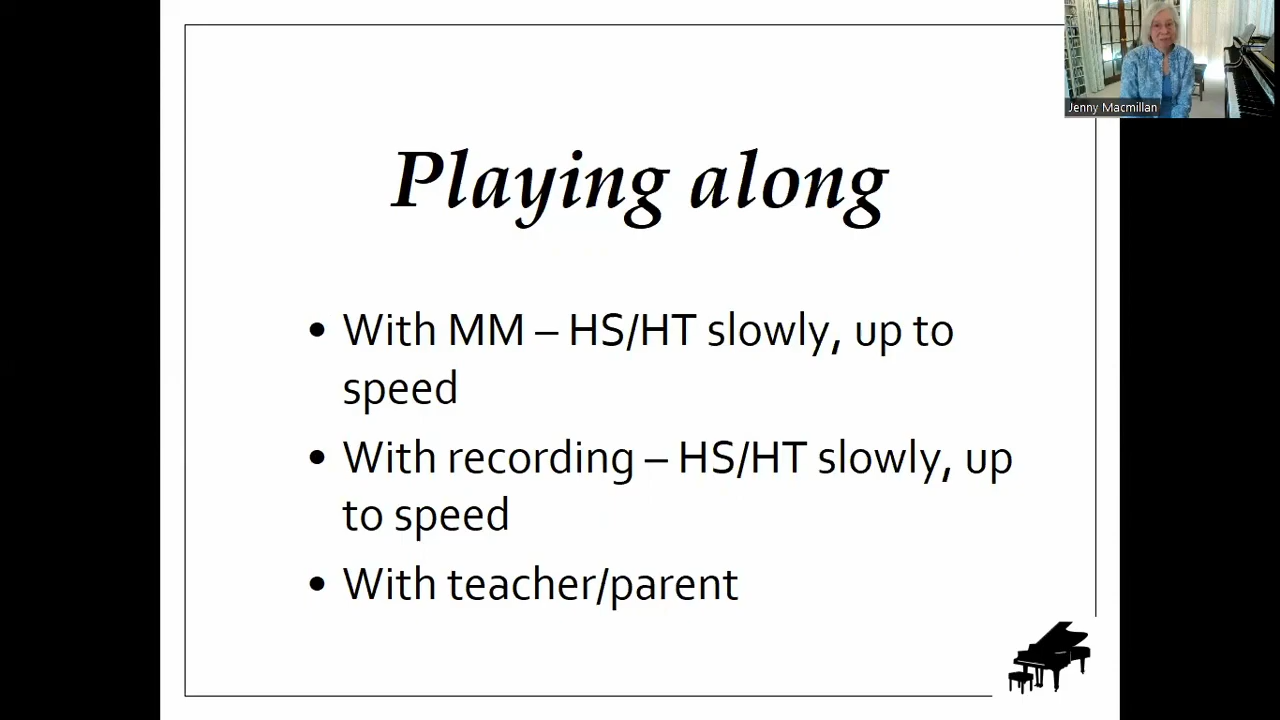 Jenny Macmillan
Playing along
• With MM – HS/HT slowly, up to
speed
• With recording – HS/HT slowly, up
to speed
• With teacher/parent